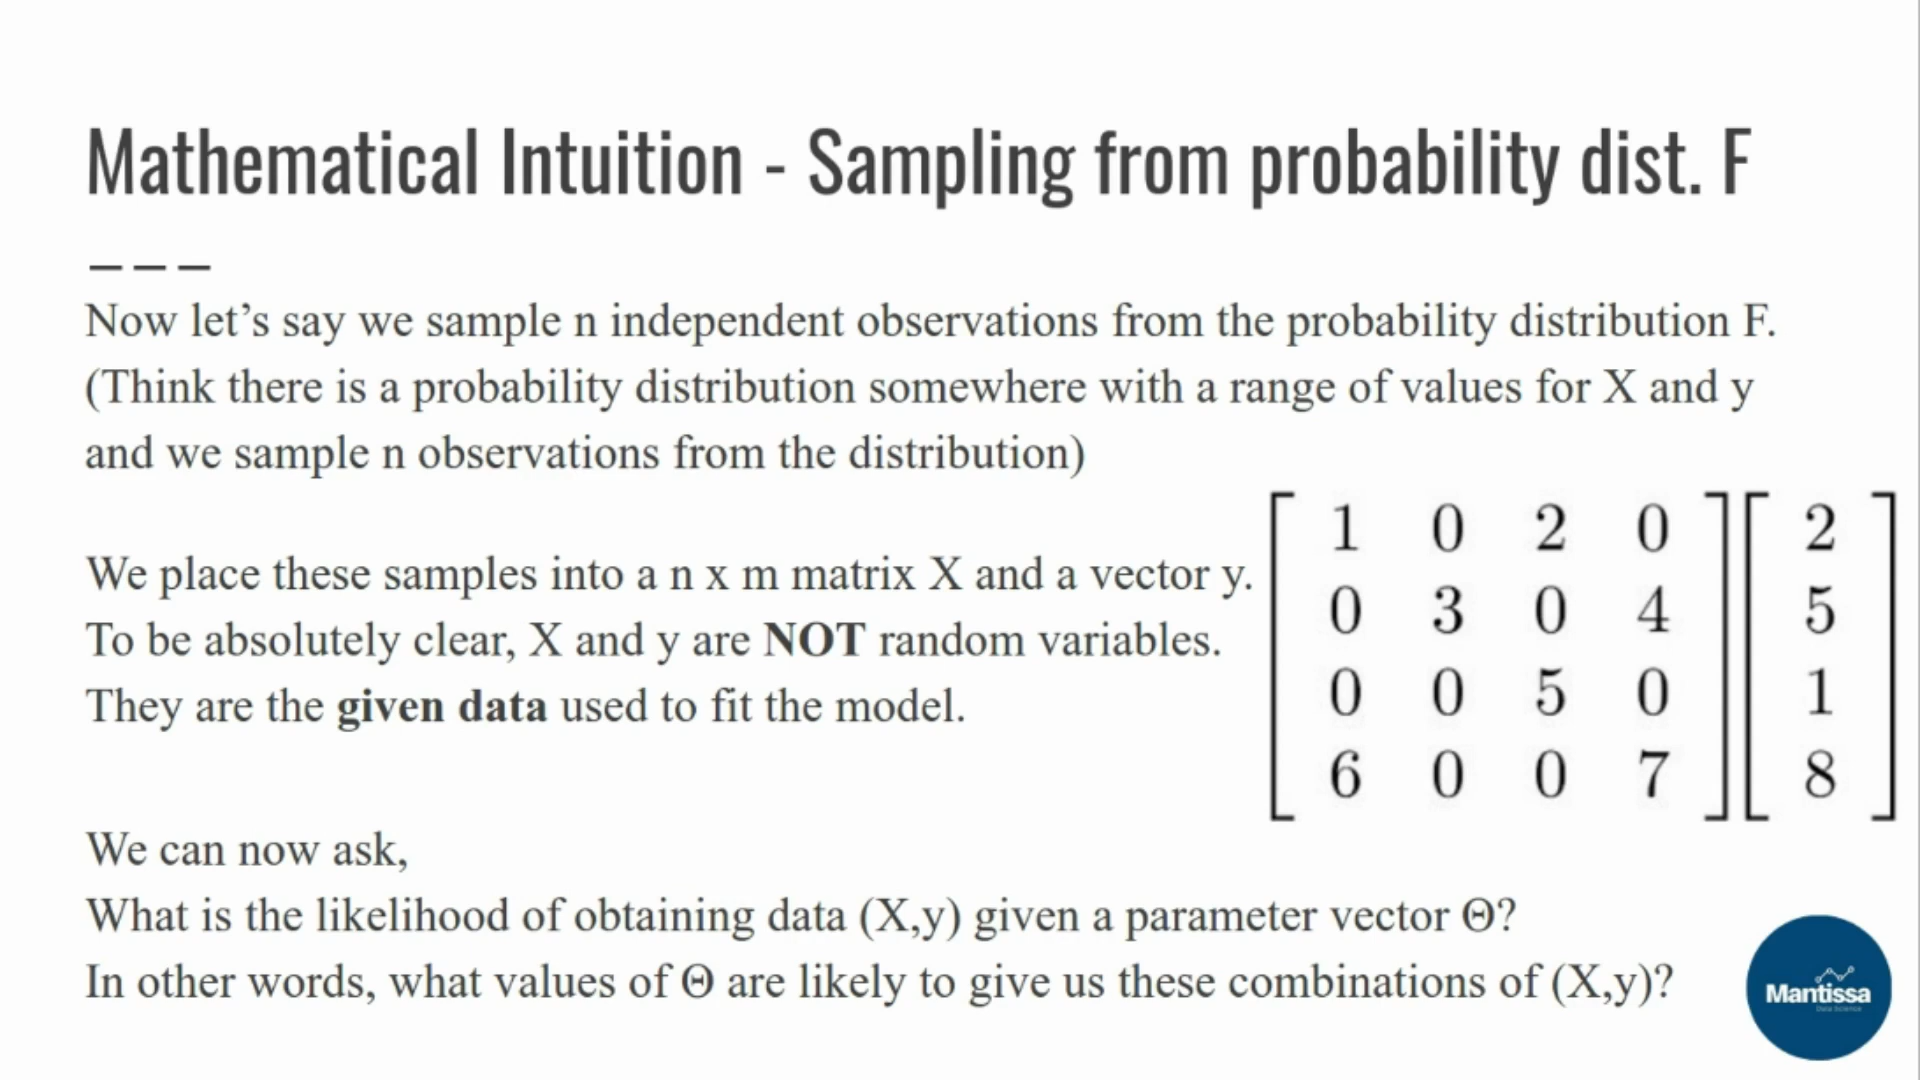 Mathematical Intuition - Sampling from probability dist. F
Now let’s say we sample n independent observations from the probability distribution F.
(Think there is a probability distribution somewhere with a range of values for X and y
and we sample n observations from the distribution)
We place these samples into a n x m matrix X and a vector y.
To be absolutely clear, X and y are NOT random variables.
They are the given data used to fit the model.
1 0 2 0 2
0 3 0 4 5
0 0 5 0 1
6 0 0 7 8
We can now ask,
What is the likelihood of obtaining data (X,y) given a parameter vector Θ?
In other words, what values of Θ are likely to give us these combinations of (X,y)?
Mantissa
Data Science